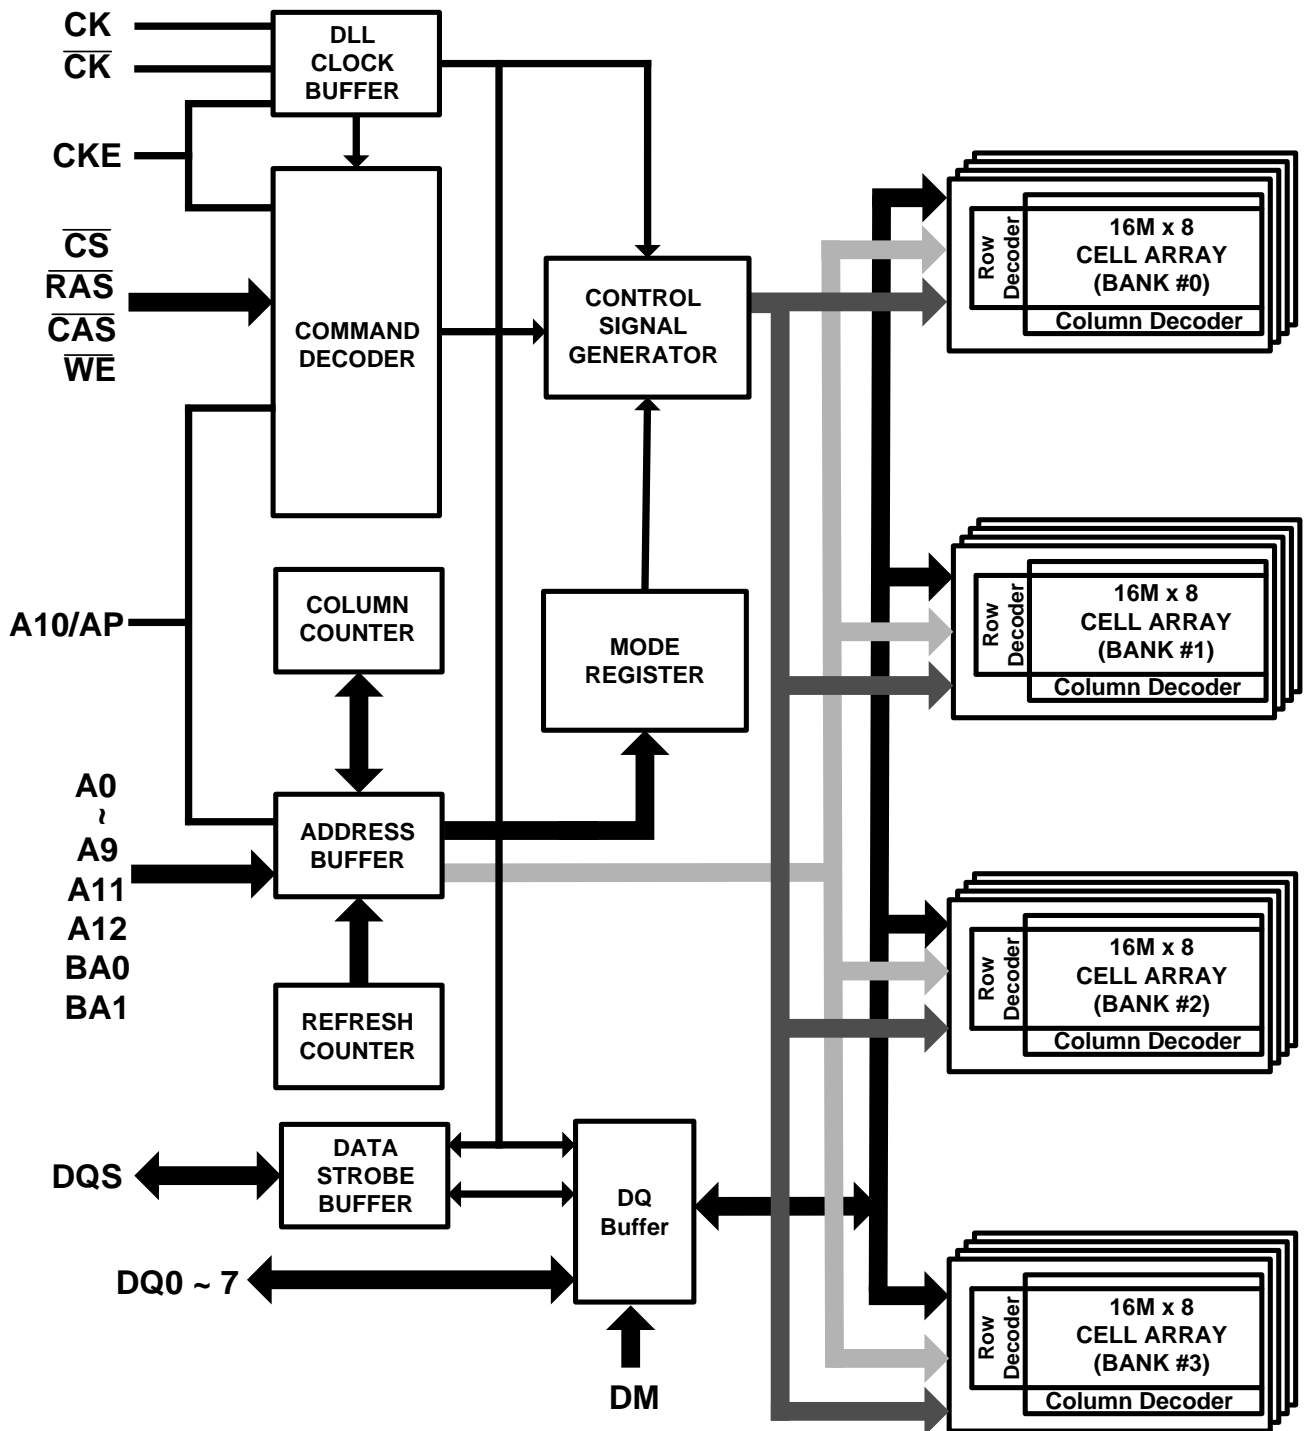 CK
CK
CKE
CS
RAS
CAS
WE
A10/AP
A0
~
A9
A11
A12
BA0
BA1
DQS
DQ0 ~ 7
DM
DLL
CLOCK
BUFFER
COMMAND
DECODER
CONTROL
SIGNAL
GENERATOR
COLUMN
COUNTER
MODE
REGISTER
ADDRESS
BUFFER
REFRESH
COUNTER
DATA
STROBE
BUFFER
DQ
Buffer
Row
Decoder
16M x 8
CELL ARRAY
(BANK #0)
Column Decoder
Row
Decoder
16M x 8
CELL ARRAY
(BANK #1)
Column Decoder
Row
Decoder
16M x 8
CELL ARRAY
(BANK #2)
Column Decoder
Row
Decoder
16M x 8
CELL ARRAY
(BANK #3)
Column Decoder